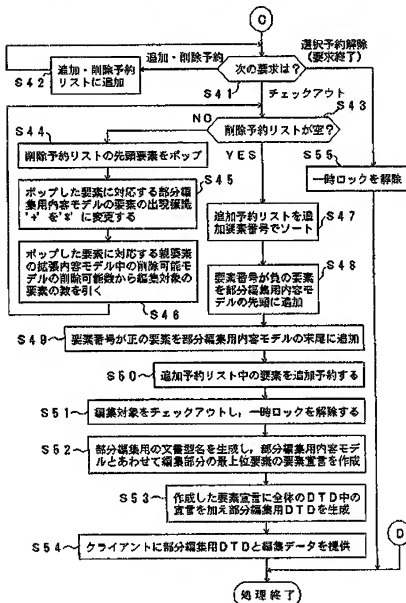 C
選択予約解除
(要求終了)
追加・削除予約
追加・削除予約
リストに追加
S42
次の要求は?
S41
チェックアウト
S43
NO
削除予約リストが空?
S44
削除予約リストの先頭要素をポップ
YES
S55
一時ロックを解除
S45
ポップした要素に対応する部分編
集用内容モデルの要素の出現
を に変更する
S47
追加予約リストを追
加要素番号でソート
ポップした要素に対応する親要素
の拡張内容モデル中の削除可能
モデルの削除可能数から編集対象の
要素の数を引く
S46
S48
要素番号が負の要素
を部分編集用内容モ
デルの先頭に追加
S49
要素番号が正の要素を部分編集用内容モデルの末尾に追加
S50
追加予約リスト中の要素を追加予約する
S51
編集対象をチェックアウトし,一時ロックを解除する
S52
部分編集用の文書型名を生成し,部分編集用内容モデ
ルとあわせて編集部分の最上位要素の要素宣言を作成
S53
作成した要素宣言に全体のDTD中の
宣言を加え部分編集用DTDを生成
S54
クライアントに部分編集用DTDと編集データを提供
D
処理終了